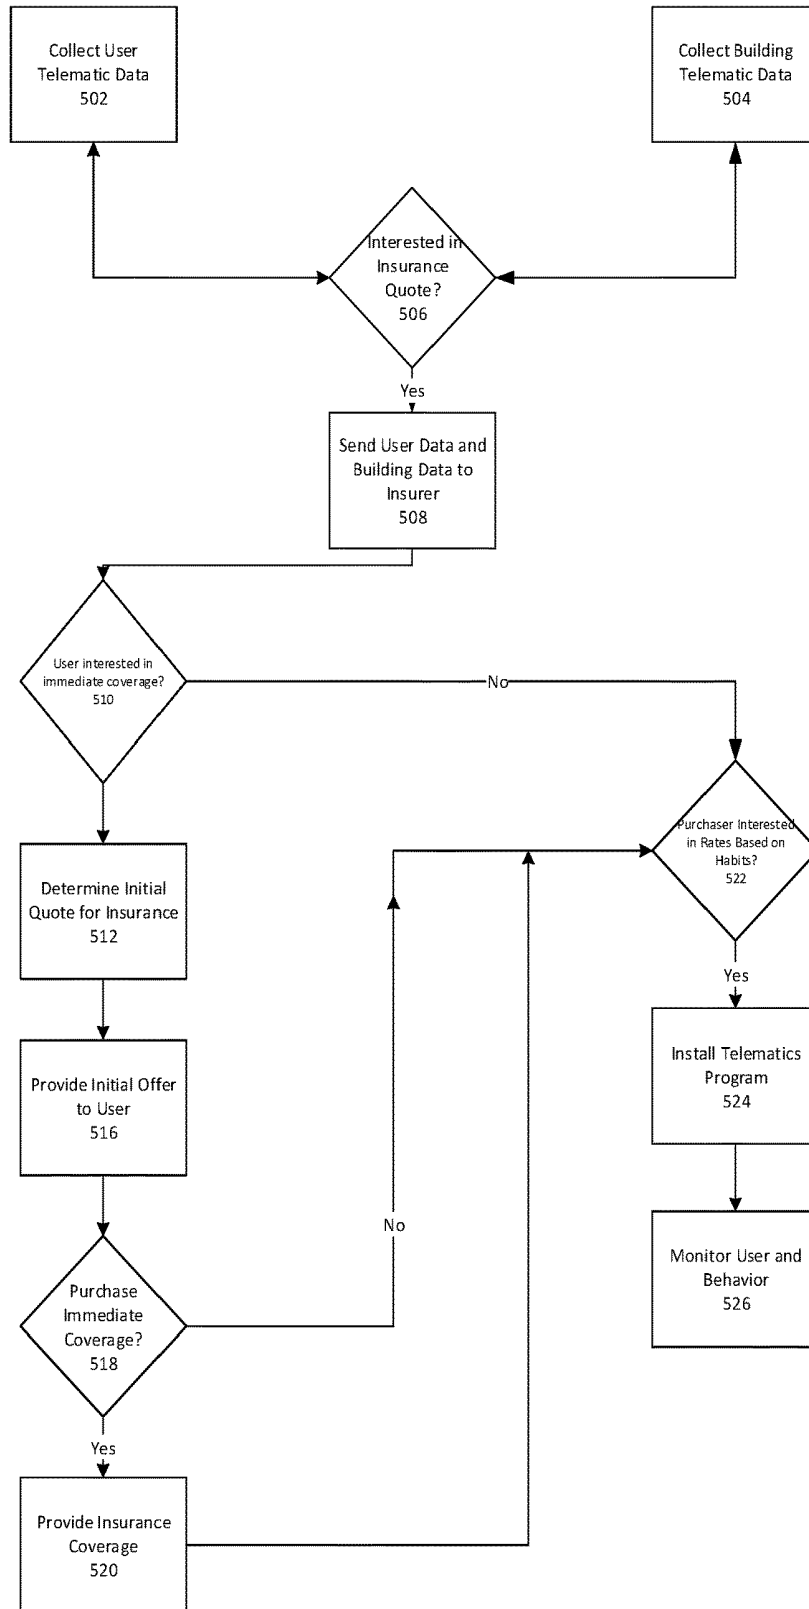 Collect User
Telematic Data
502
Collect Building
Telematic Data
504
Interested in
Insurance
Quote?
506
Yes
Send User Data and
Building Data to
Insurer
508
User interested in
immediate coverage?
510
No
Purchaser Interested
in Rates Based on
Habits?
522
Determine Initial
Quote for Insurance
512
Yes
Install Telematics
Program
524
Provide Initial Offer
to User
516
No
Monitor User and
Behavior
526
Purchase
Immediate
Coverage?
518
Yes
Provide Insurance
Coverage
520